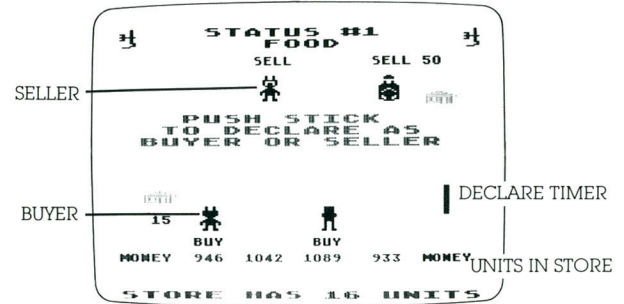 STATUS #1
FOOD
SELL SELL 50
SELLER
PUSH STICK
TO DECLARE AS
BUYER OR SELLER
DECLARE TIMER
BUYER
15
BUY BUY
MONEY 946 1042 1089 933 MONEY
UNITS IN STORE
STORE HAS 16 UNITS